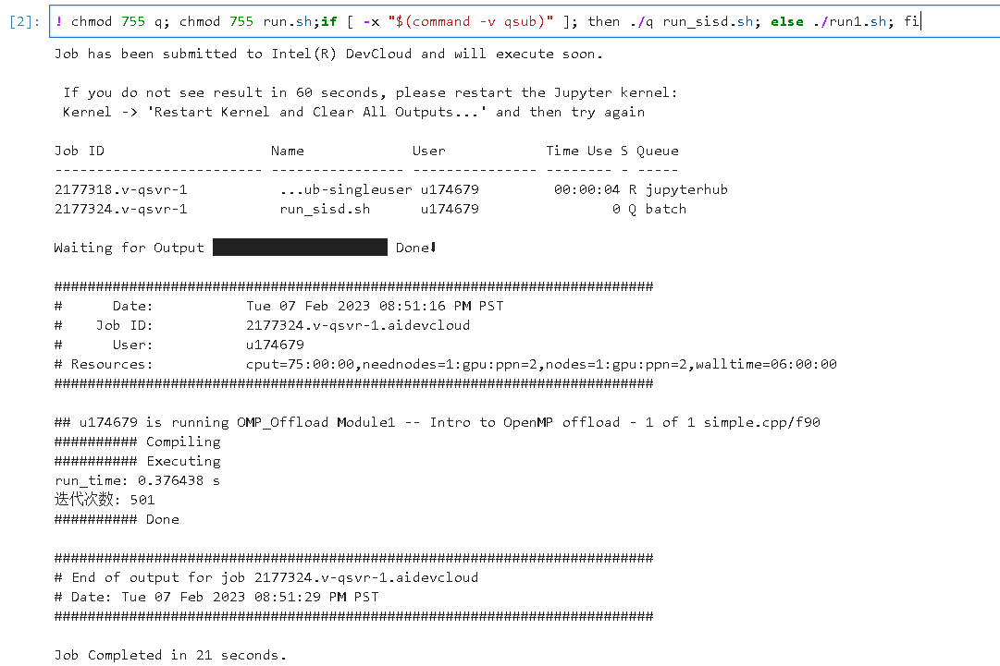 [2]: ! chmod 755 q; chmod 755 run.sh;if [ -x "$(command -v qsub)" ]; then ./q run_sisd.sh; else ./run1.sh; fi
Job has been submitted to Intel(R) DevCloud and will execute soon.
If you do not see result in 60 seconds, please restart the Jupyter kernel:
Kernel -> 'Restart Kernel and Clear All Outputs...' and then try again
Job ID                    Name             User            Time Use S Queue
------------------------- ---------------- --------------- -------- - -----
2177318.v-qsvr-1           ...ub-singleuser u174679         00:00:04 R jupyterhub
2177324.v-qsvr-1           run_sisd.sh      u174679                0 Q batch
Waiting for Output █████████████████████ Done⬇
########################################################################
#      Date:           Tue 07 Feb 2023 08:51:16 PM PST
#    Job ID:           2177324.v-qsvr-1.aidevcloud
#      User:           u174679
# Resources:           cput=75:00:00,neednodes=1:gpu:ppn=2,nodes=1:gpu:ppn=2,walltime=06:00:00
########################################################################
## u174679 is running OMP_Offload Module1 -- Intro to OpenMP offload - 1 of 1 simple.cpp/f90
########## Compiling
########## Executing
run_time: 0.376438 s
迭代次数: 501
########## Done
########################################################################
# End of output for job 2177324.v-qsvr-1.aidevcloud
# Date: Tue 07 Feb 2023 08:51:29 PM PST
########################################################################
Job Completed in 21 seconds.